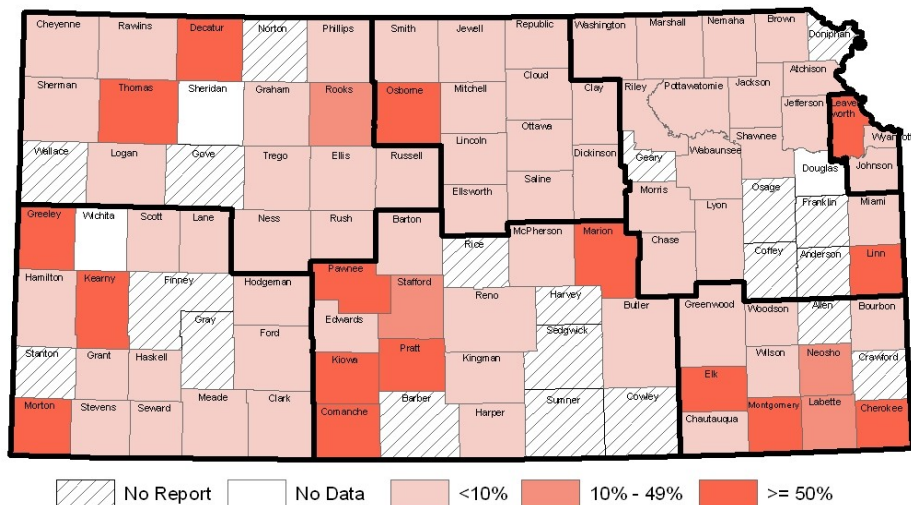 Cheyenne
Rawlins
Decatur
Norton
Phillips
Smith
Jewell
Republic
Washington
Marshall
Nemaha
Brown
Doniphan
Sherman
Thomas
Sheridan
Graham
Rooks
Osborne
Mitchell
Cloud
Clay
Riley
Pottawatomie
Jackson
Atchison
Jefferson
Leaven
worth
Wyandott
Wallace
Logan
Gove
Trego
Ellis
Russell
Lincoln
Ottawa
Dickinson
Geary
Wabaunsee
Shawnee
Douglas
Johnson
Ellsworth
Saline
Morris
Osage
Franklin
Miami
Greeley
Wichita
Scott
Lane
Ness
Rush
Barton
Rice
McPherson
Marion
Chase
Lyon
Coffey
Anderson
Linn
Hamilton
Kearny
Finney
Hodgeman
Pawnee
Stafford
Reno
Harvey
Butler
Greenwood
Woodson
Allen
Bourbon
Gray
Ford
Edwards
Sedgwick
Stanton
Grant
Haskell
Kiowa
Pratt
Kingman
Elk
Wilson
Neosho
Crawford
Morton
Stevens
Seward
Meade
Clark
Comanche
Barber
Harper
Sumner
Cowley
Chautauqua
Montgomery
Labette
Cherokee
No Report
No Data
<10%
10% - 49%
>= 50%